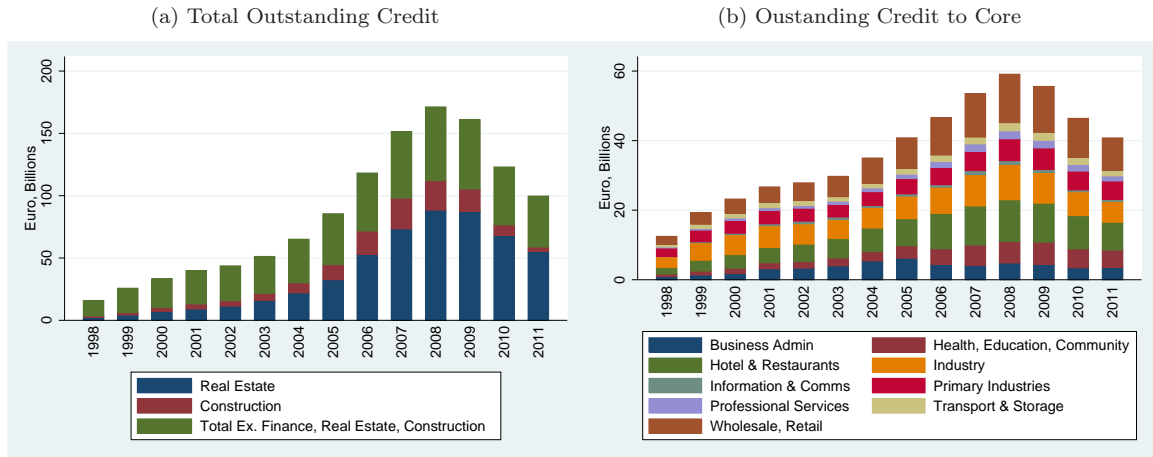 (a) Total Outstanding Credit
Euro, Billions
200
150
100
50
0
1998 1999 2000 2001 2002 2003 2004 2005 2006 2007 2008 2009 2010 2011
Real Estate
Construction
Total Ex. Finance, Real Estate, Construction
(b) Oustanding Credit to Core
Euro, Billions
60
40
20
0
1998 1999 2000 2001 2002 2003 2004 2005 2006 2007 2008 2009 2010 2011
Business Admin Health, Education, Community
Hotel & Restaurants Industry
Information & Comms Primary Industries
Professional Services Transport & Storage
Wholesale, Retail